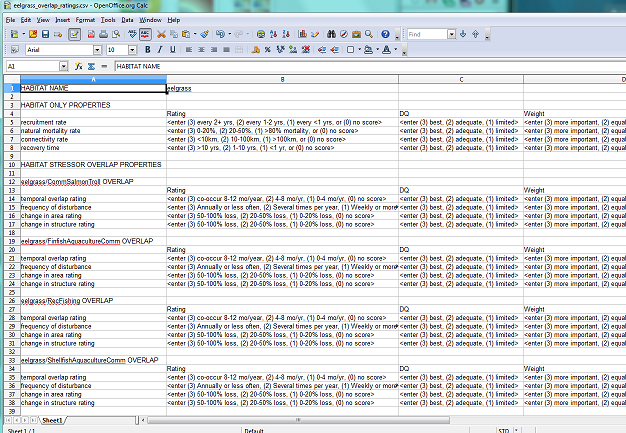 eelgrass_overlap_ratings.csv - OpenOffice.org Calc
File Edit View Insert Format Tools Data Window Help
Find
Arial 10 B I U
A1 HABITAT NAME
A B C D
1 HABITAT NAME eelgrass
2
3 HABITAT ONLY PROPERTIES
4 Rating DQ Weight
5 recruitment rate <enter (3) every 2+ yrs, (2) every 1-2 yrs, (1) every <1 yrs, or (0) no score> <enter (3) best, (2) adequate, (1) limited> <enter (3) more important, (2) equal
6 natural mortality rate <enter (3) 0-20%, (2) 20-50%, (1) >80% mortality, or (0) no score> <enter (3) best, (2) adequate, (1) limited> <enter (3) more important, (2) equal
7 connectivity rate <enter (3) <10km, (2) 10-100km, (1) >100km, or (0) no score> <enter (3) best, (2) adequate, (1) limited> <enter (3) more important, (2) equal
8 recovery time <enter (3) >10 yrs, (2) 1-10 yrs, (1) <1 yr, or (0) no score> <enter (3) best, (2) adequate, (1) limited> <enter (3) more important, (2) equal
9
10 HABITAT STRESSOR OVERLAP PROPERTIES
11
12 eelgrass/CommSalmonTroll OVERLAP
13 Rating DQ Weight
14 temporal overlap rating <enter (3) co-occur 8-12 mo/year, (2) 4-8 mo/yr, (1) 0-4 mo/yr, (0) no score> <enter (3) best, (2) adequate, (1) limited> <enter (3) more important, (2) equal
15 frequency of disturbance <enter (3) Annually or less often, (2) Several times per year, (1) Weekly or more <enter (3) best, (2) adequate, (1) limited> <enter (3) more important, (2) equal
16 change in area rating <enter (3) 50-100% loss, (2) 20-50% loss, (1) 0-20% loss, (0) no score> <enter (3) best, (2) adequate, (1) limited> <enter (3) more important, (2) equal
17 change in structure rating <enter (3) 50-100% loss, (2) 20-50% loss, (1) 0-20% loss, (0) no score> <enter (3) best, (2) adequate, (1) limited> <enter (3) more important, (2) equal
18
19 eelgrass/FinfishAquacultureComm OVERLAP
20 Rating DQ Weight
21 temporal overlap rating <enter (3) co-occur 8-12 mo/year, (2) 4-8 mo/yr, (1) 0-4 mo/yr, (0) no score> <enter (3) best, (2) adequate, (1) limited> <enter (3) more important, (2) equal
22 frequency of disturbance <enter (3) Annually or less often, (2) Several times per year, (1) Weekly or more <enter (3) best, (2) adequate, (1) limited> <enter (3) more important, (2) equal
23 change in area rating <enter (3) 50-100% loss, (2) 20-50% loss, (1) 0-20% loss, (0) no score> <enter (3) best, (2) adequate, (1) limited> <enter (3) more important, (2) equal
24 change in structure rating <enter (3) 50-100% loss, (2) 20-50% loss, (1) 0-20% loss, (0) no score> <enter (3) best, (2) adequate, (1) limited> <enter (3) more important, (2) equal
25
26 eelgrass/RecFishing OVERLAP
27 Rating DQ Weight
28 temporal overlap rating <enter (3) co-occur 8-12 mo/year, (2) 4-8 mo/yr, (1) 0-4 mo/yr, (0) no score> <enter (3) best, (2) adequate, (1) limited> <enter (3) more important, (2) equal
29 frequency of disturbance <enter (3) Annually or less often, (2) Several times per year, (1) Weekly or more <enter (3) best, (2) adequate, (1) limited> <enter (3) more important, (2) equal
30 change in area rating <enter (3) 50-100% loss, (2) 20-50% loss, (1) 0-20% loss, (0) no score> <enter (3) best, (2) adequate, (1) limited> <enter (3) more important, (2) equal
31 change in structure rating <enter (3) 50-100% loss, (2) 20-50% loss, (1) 0-20% loss, (0) no score> <enter (3) best, (2) adequate, (1) limited> <enter (3) more important, (2) equal
32
33 eelgrass/ShellfishAquacultureComm OVERLAP
34 Rating DQ Weight
35 temporal overlap rating <enter (3) co-occur 8-12 mo/year, (2) 4-8 mo/yr, (1) 0-4 mo/yr, (0) no score> <enter (3) best, (2) adequate, (1) limited> <enter (3) more important, (2) equal
36 frequency of disturbance <enter (3) Annually or less often, (2) Several times per year, (1) Weekly or more <enter (3) best, (2) adequate, (1) limited> <enter (3) more important, (2) equal
37 change in area rating <enter (3) 50-100% loss, (2) 20-50% loss, (1) 0-20% loss, (0) no score> <enter (3) best, (2) adequate, (1) limited> <enter (3) more important, (2) equal
38 change in structure rating <enter (3) 50-100% loss, (2) 20-50% loss, (1) 0-20% loss, (0) no score> <enter (3) best, (2) adequate, (1) limited> <enter (3) more important, (2) equal
39
Sheet1
Sheet 1 / 1 Default STD *